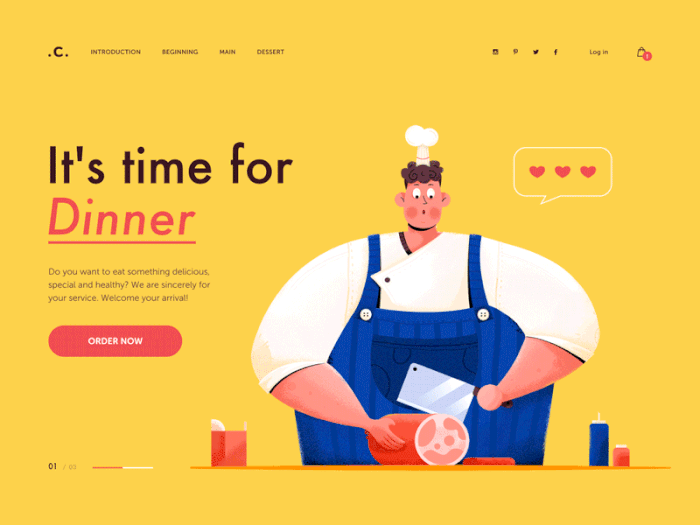 .C.
INTRODUCTION BEGINNING MAIN DESSERT
Log in
It's time for
Dinner
Do you want to eat something delicious,
special and healthy? We are sincerely for
your service. Welcome your arrival!
ORDER NOW
01 / 03